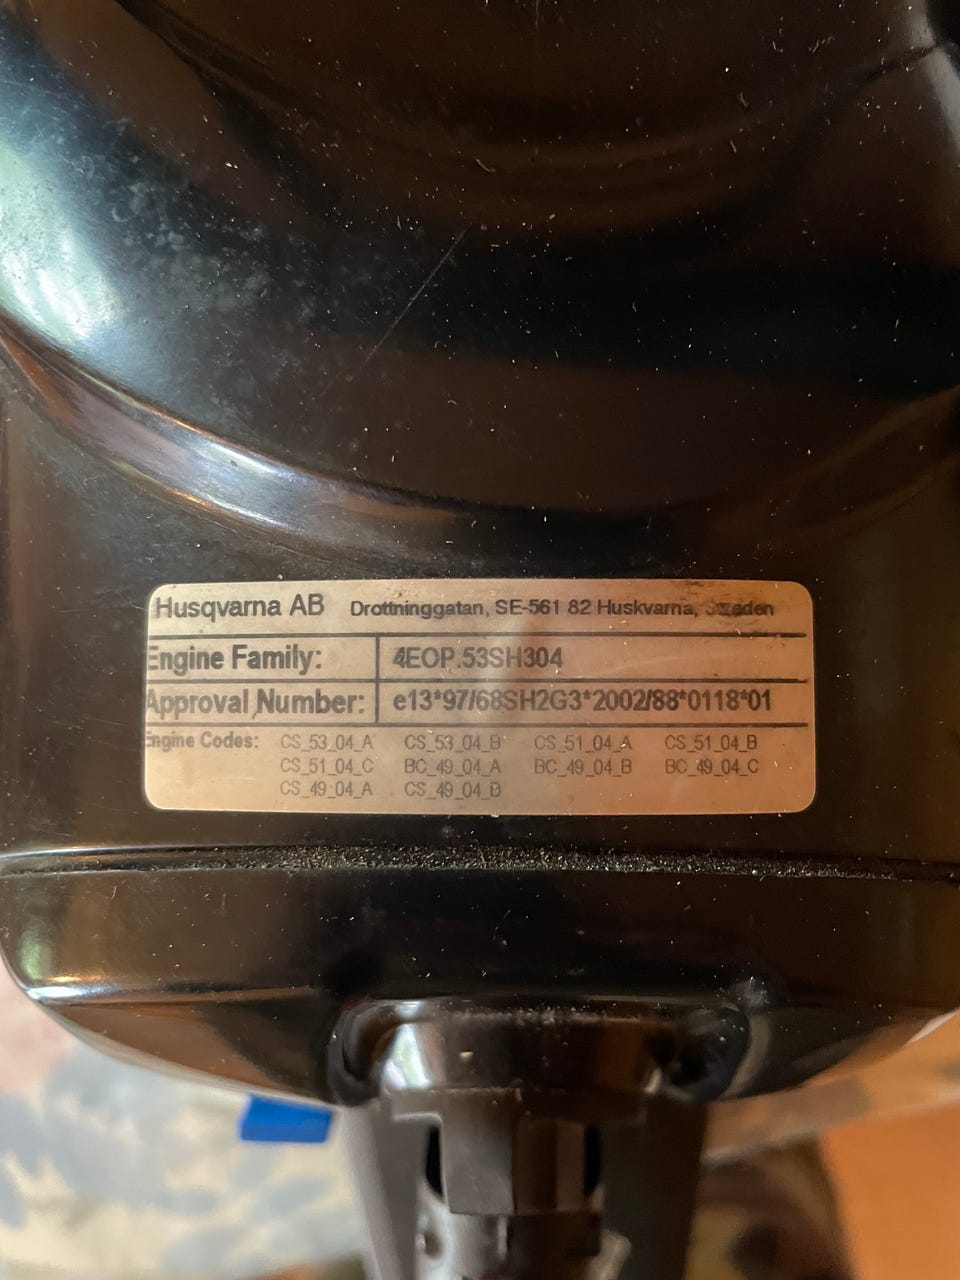 Husqvarna AB Drottninggatan, SE-561 82 Huskvarna, Sweden
Engine Family: 4EOP.53SH304
Approval Number: e13*97/68SH2G3*2002/88*0118*01
Engine Codes: CS_53_04_A CS_53_04_B CS_51_04_A CS_51_04_B
CS_51_04_C BC_49_04_A BC_49_04_B BC_49_04_C
CS_49_04_A CS_49_04_B